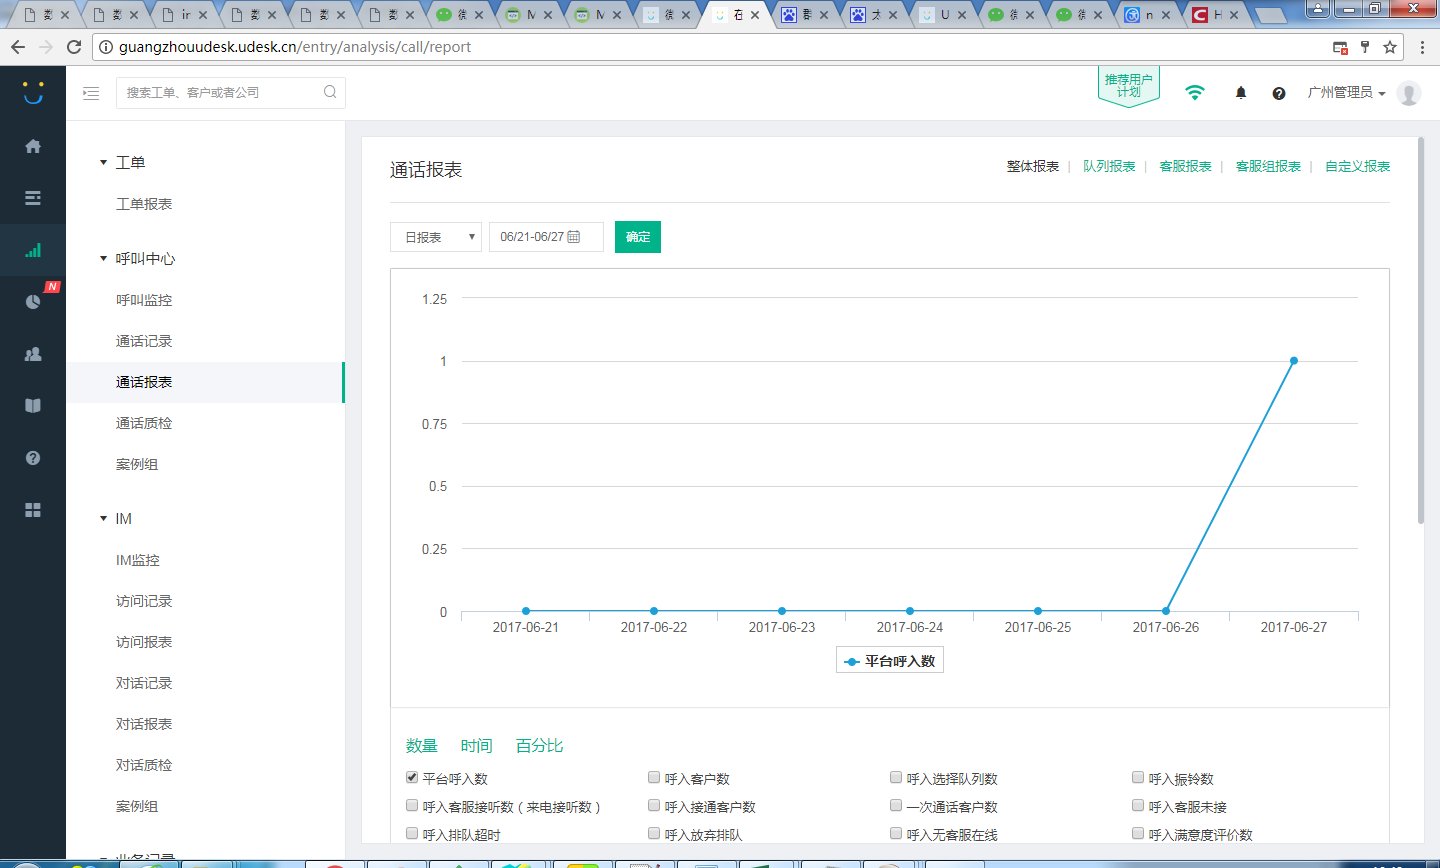 guangzhouudesk.udesk.cn/entry/analysis/call/report
搜索工单、客户或者公司
推荐用户
计划
广州管理员
N
工单
工单报表
呼叫中心
呼叫监控
通话记录
通话报表
通话质检
案例组
IM
IM监控
访问记录
访问报表
对话记录
对话报表
对话质检
案例组
业务记录
通话报表
整体报表 | 队列报表 | 客服报表 | 客服组报表 | 自定义报表
日报表 06/21-06/27 确定
1.25
1
0.75
0.5
0.25
0
2017-06-21 2017-06-22 2017-06-23 2017-06-24 2017-06-25 2017-06-26 2017-06-27
平台呼入数
数量 时间 百分比
平台呼入数 呼入客户数 呼入选择队列数 呼入振铃数
呼入客服接听数（来电接听数） 呼入接通客户数 一次通话客户数 呼入客服未接
呼入排队超时 呼入放弃排队 呼入无客服在线 呼入满意度评价数